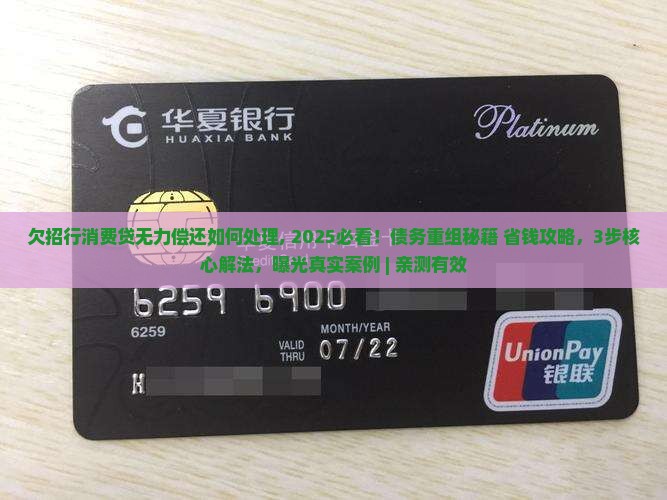 华夏银行
HUAXIA BANK
Platinum
欠招行消费贷无力偿还如何处理, 2025必看！债务重组秘籍 省钱攻略，3步核
心解法，曝光真实案例 | 亲测有效
6259 6900
6259
MONTH/YEAR
VALID
THRU
07/22
H
UnionPay
银联